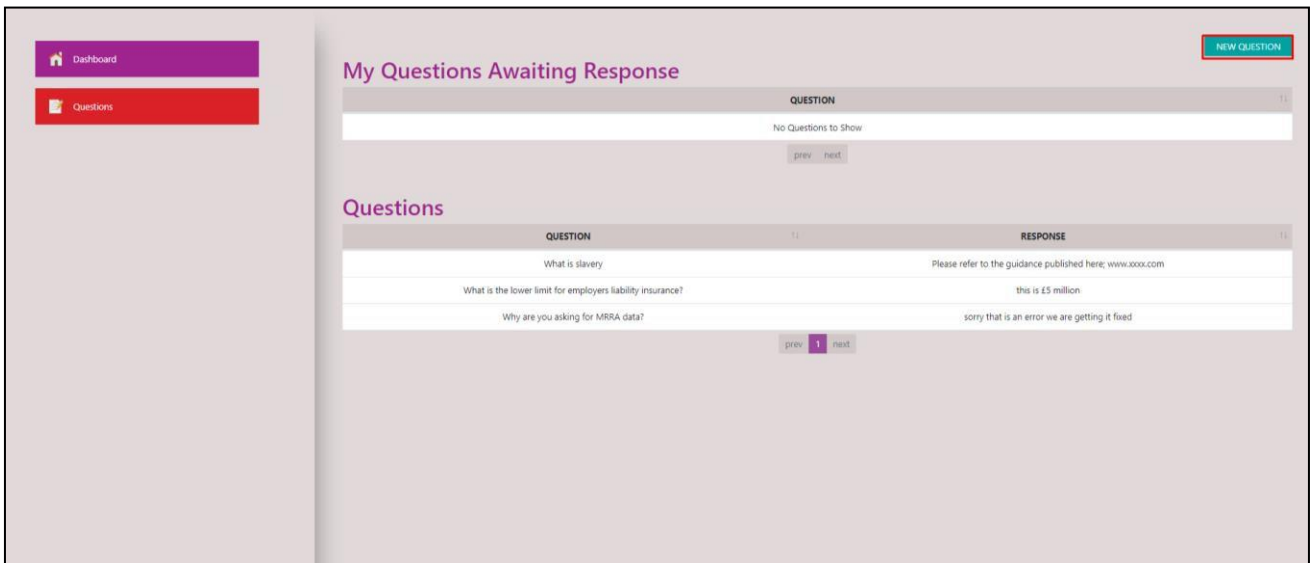 Dashboard
Questions
NEW QUESTION
My Questions Awaiting Response
QUESTION
No Questions to Show
prev next
Questions
QUESTION RESPONSE
What is slavery Please refer to the guidance published here; www.xxxx.com
What is the lower limit for employers liability insurance? this is £5 million
Why are you asking for MRRA data? sorry that is an error we are getting it fixed
prev 1 next